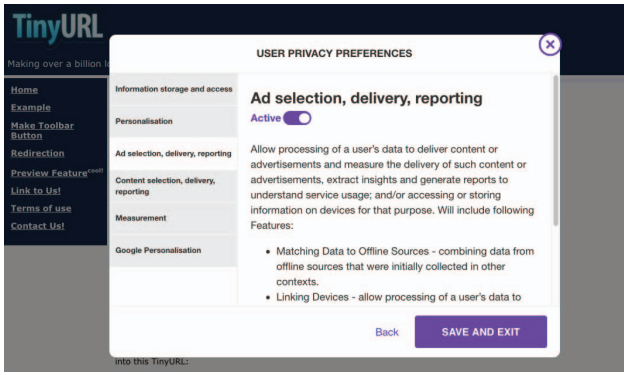 TinyURL
Making over a billion lo
Home
Example
Make Toolbar
Button
Redirection
Preview Feature cool!
Link to Us!
Terms of use
Contact Us!
USER PRIVACY PREFERENCES
Information storage and access
Personalisation
Ad selection, delivery, reporting
Content selection, delivery,
reporting
Measurement
Google Personalisation
Ad selection, delivery, reporting
Active
Allow processing of a user's data to deliver content or
advertisements and measure the delivery of such content or
advertisements, extract insights and generate reports to
understand service usage; and/or accessing or storing
information on devices for that purpose. Will include following
Features:
• Matching Data to Offline Sources - combining data from
offline sources that were initially collected in other
contexts.
• Linking Devices - allow processing of a user's data to
Back
SAVE AND EXIT
into this TinyURL: